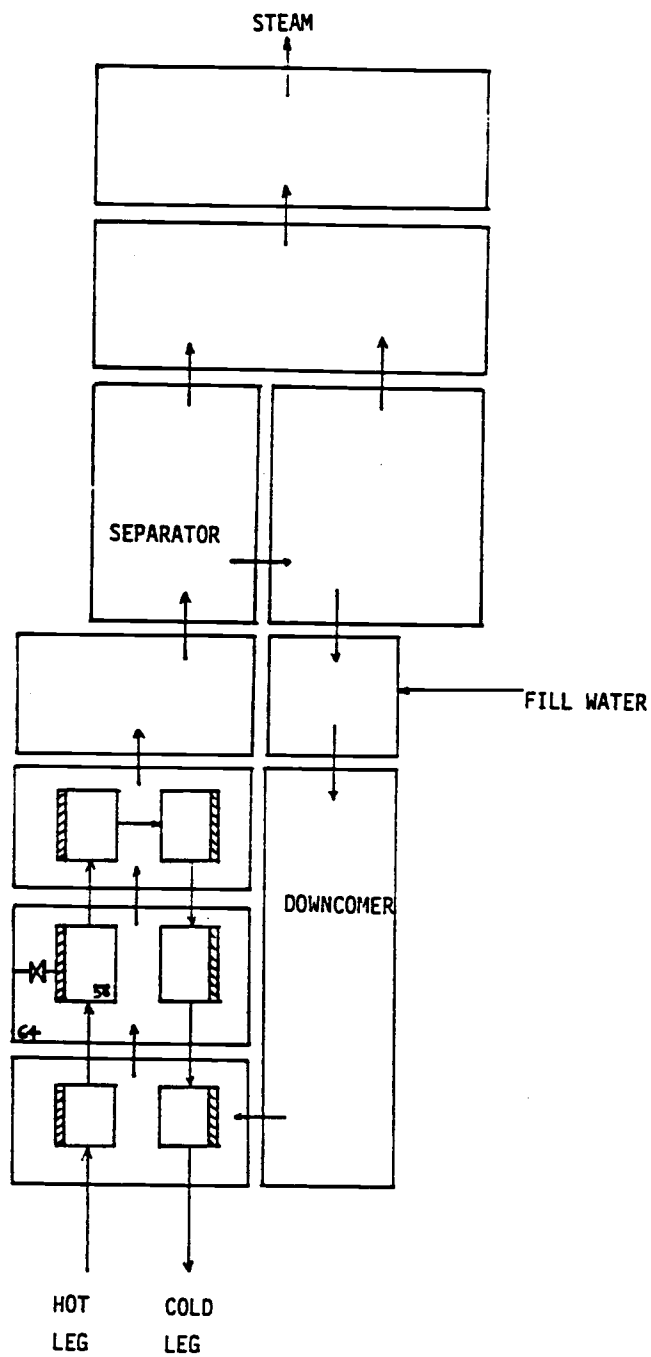 STEAM
SEPARATOR
FILL WATER
DOWNCOMER
58
64
HOT
LEG
COLD
LEG